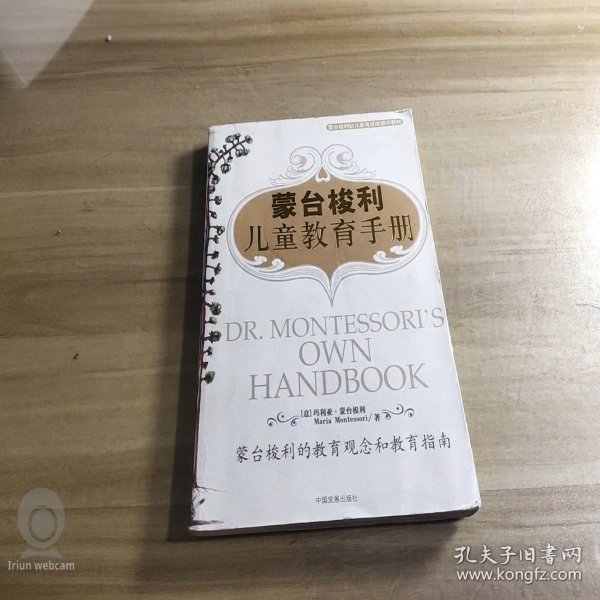 蒙台梭利
儿童教育手册
DR. MONTESSORI'S
OWN
HANDBOOK
[意]玛利亚·蒙台梭利
Maria Montessori/著
蒙台梭利的教育观念和教育指南
中国发展出版社
Iriun webcam
孔夫子旧书网
www.kongfz.com